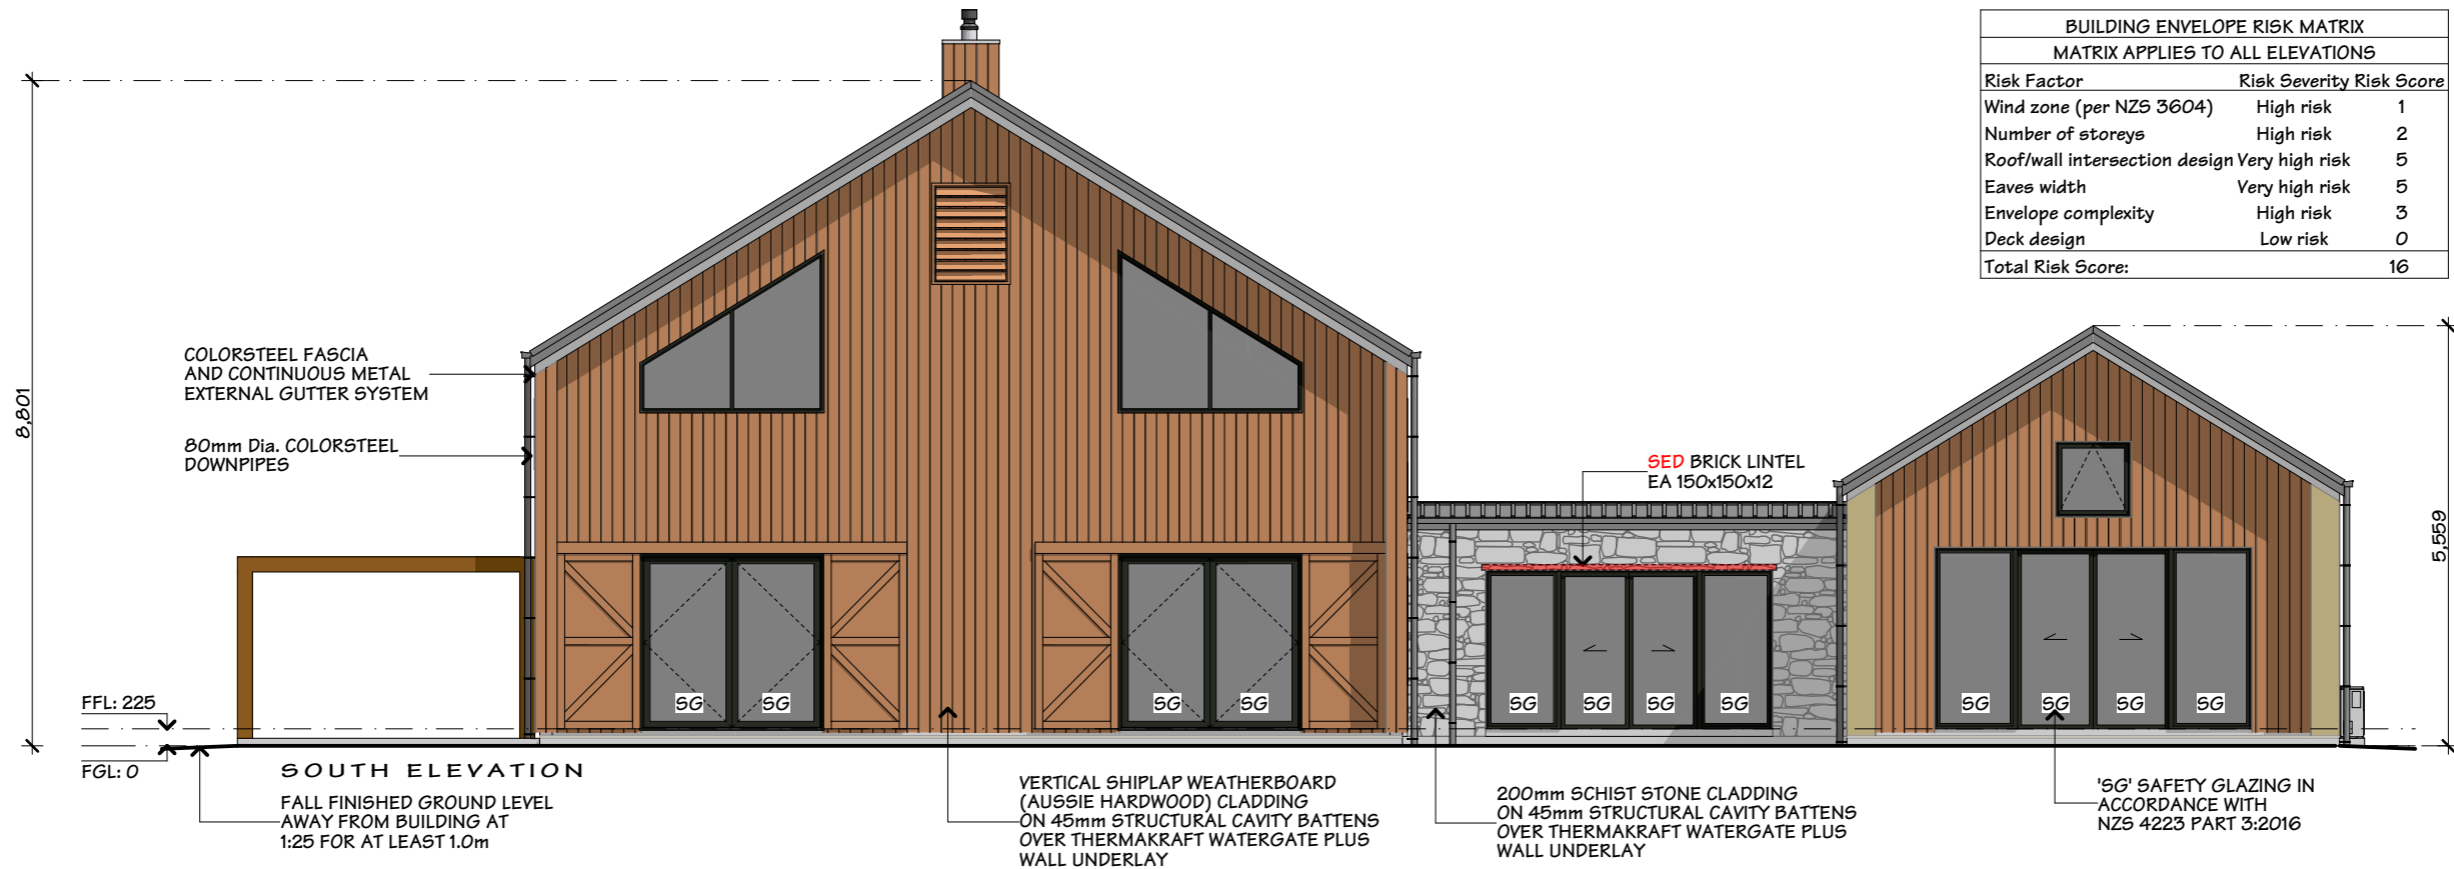 BUILDING ENVELOPE RISK MATRIX
MATRIX APPLIES TO ALL ELEVATIONS
Risk Factor Risk Severity Risk Score
Wind zone (per NZS 3604) High risk 1
Number of storeys High risk 2
Roof/wall intersection design Very high risk 5
Eaves width Very high risk 5
Envelope complexity High risk 3
Deck design Low risk 0
Total Risk Score: 16
8,801
COLORSTEEL FASCIA
AND CONTINUOUS METAL
EXTERNAL GUTTER SYSTEM
80mm Dia. COLORSTEEL
DOWNPIPES
SED BRICK LINTEL
EA 150x150x12
5,559
FFL: 225
FGL: 0
SG SG SG SG SG SG SG SG SG SG SG SG
SOUTH ELEVATION
FALL FINISHED GROUND LEVEL
AWAY FROM BUILDING AT
1:25 FOR AT LEAST 1.0m
VERTICAL SHIPLAP WEATHERBOARD
(AUSSIE HARDWOOD) CLADDING
ON 45mm STRUCTURAL CAVITY BATTENS
OVER THERMAKRAFT WATERGATE PLUS
WALL UNDERLAY
200mm SCHIST STONE CLADDING
ON 45mm STRUCTURAL CAVITY BATTENS
OVER THERMAKRAFT WATERGATE PLUS
WALL UNDERLAY
'SG' SAFETY GLAZING IN
ACCORDANCE WITH
NZS 4223 PART 3:2016